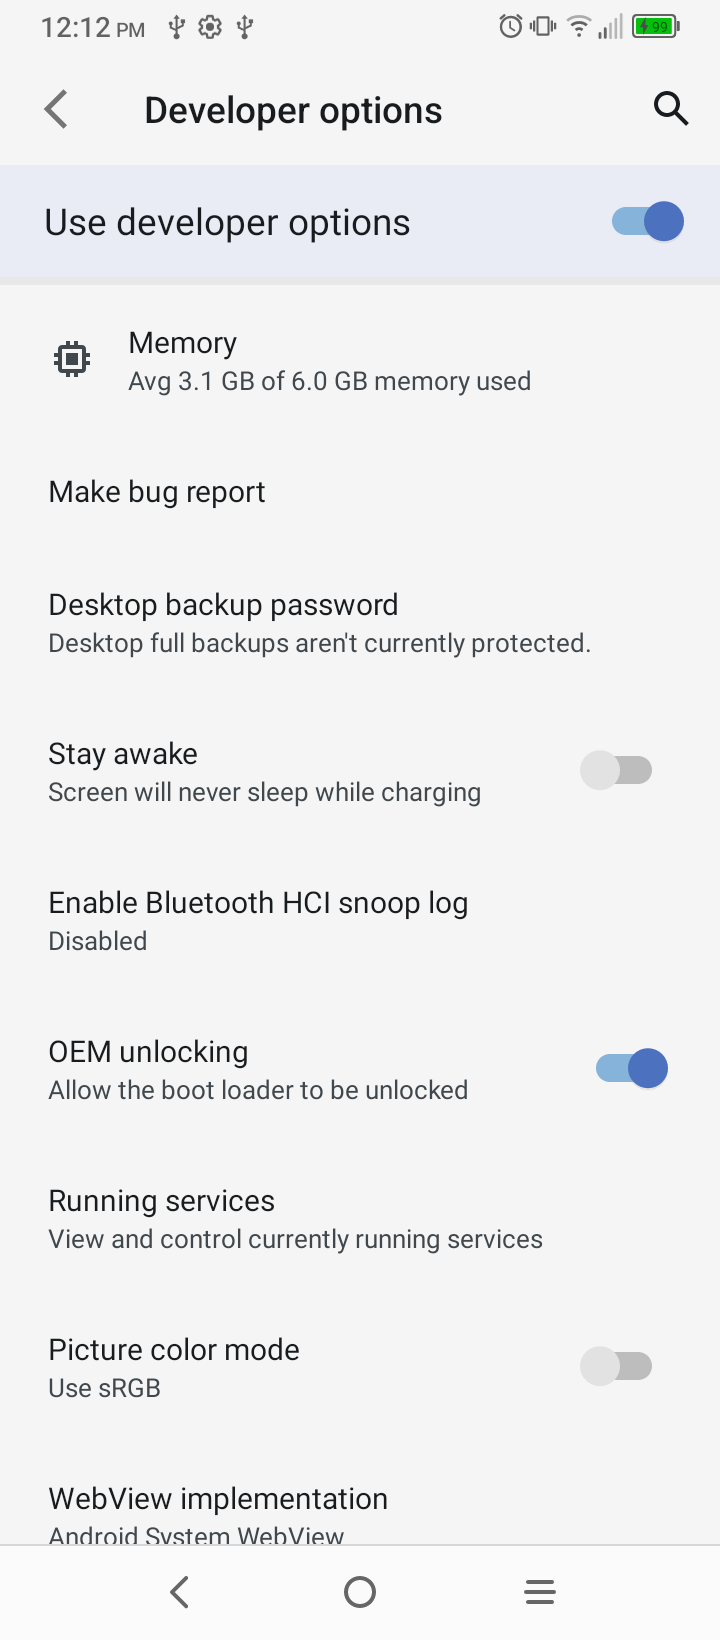 12:12 PM
99
Developer options
Use developer options
Memory
Avg 3.1 GB of 6.0 GB memory used
Make bug report
Desktop backup password
Desktop full backups aren't currently protected.
Stay awake
Screen will never sleep while charging
Enable Bluetooth HCI snoop log
Disabled
OEM unlocking
Allow the boot loader to be unlocked
Running services
View and control currently running services
Picture color mode
Use sRGB
WebView implementation
Android System WebView